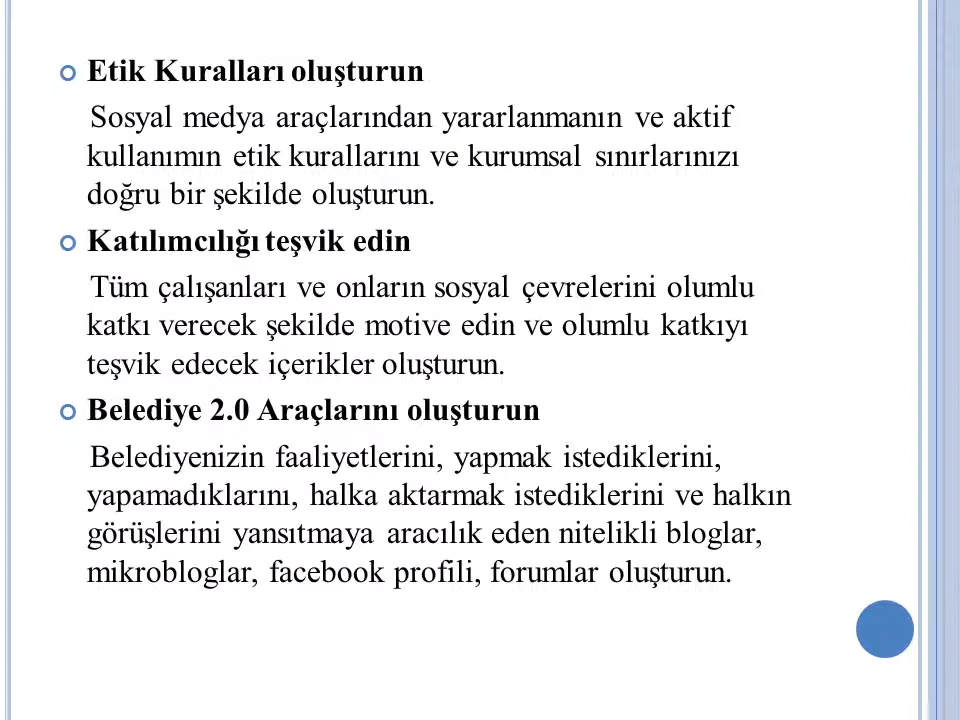 Etik Kuralları oluşturun
Sosyal medya araçlarından yararlanmanın ve aktif
kullanımın etik kurallarını ve kurumsal sınırlarınızı
doğru bir şekilde oluşturun.
Katılımcılığı teşvik edin
Tüm çalışanları ve onların sosyal çevrelerini olumlu
katkı verecek şekilde motive edin ve olumlu katkıyı
teşvik edecek içerikler oluşturun.
Belediye 2.0 Araçlarını oluşturun
Belediyenizin faaliyetlerini, yapmak istediklerini,
yapamadıklarını, halka aktarmak istediklerini ve halkın
görüşlerini yansıtmaya aracılık eden nitelikli bloglar,
mikrobloglar, facebook profili, forumlar oluşturun.